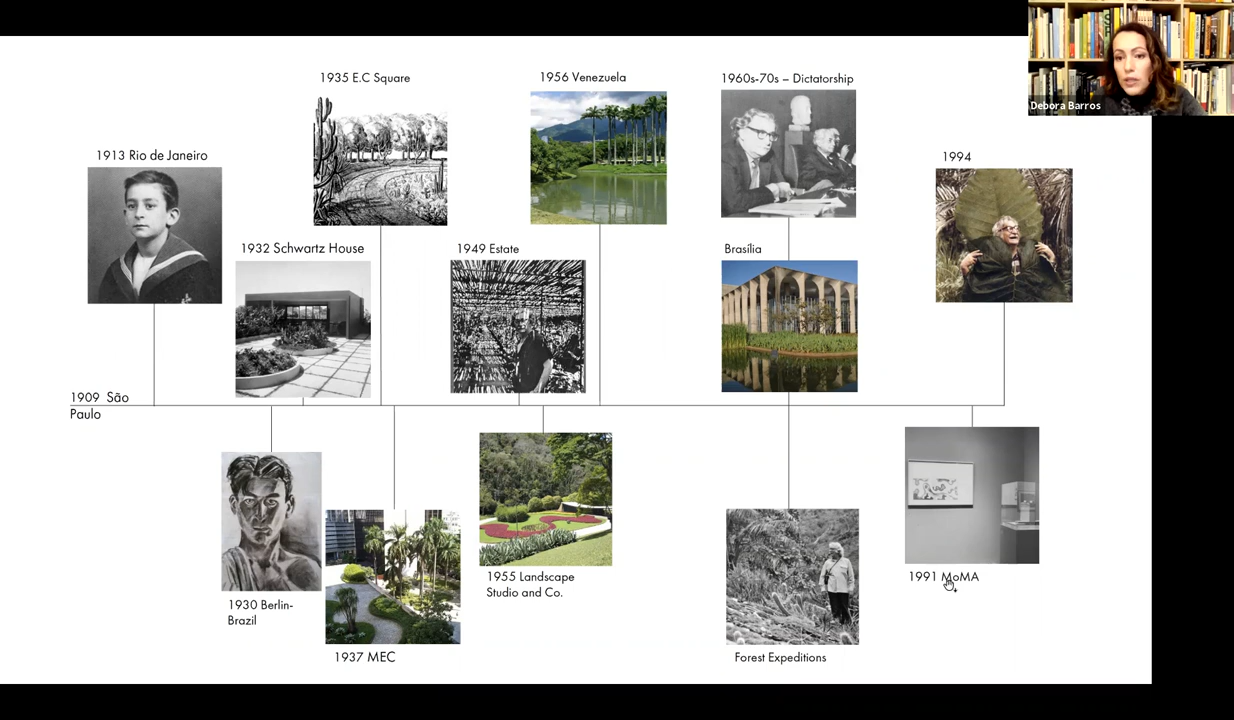 1935 E.C Square
1956 Venezuela
1960s-70s – Dictatorship
Debora Barros
1913 Rio de Janeiro
1994
1932 Schwartz House
1949 Estate
Brasília
1909 São
Paulo
1955 Landscape
Studio and Co.
1991 MoMA
1930 Berlin-
Brazil
1937 MEC
Forest Expeditions